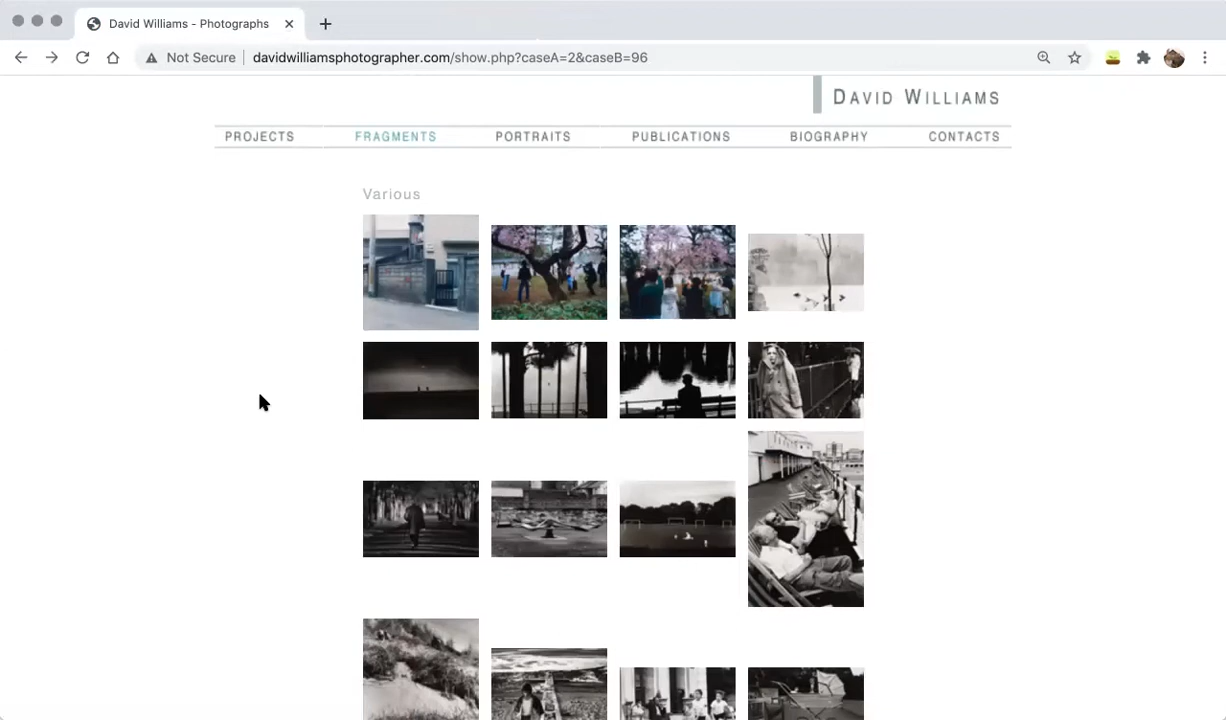 David Williams - Photographs
Not Secure davidwilliamsphotographer.com/show.php?caseA=2&caseB=96
DAVID WILLIAMS
PROJECTS FRAGMENTS PORTRAITS PUBLICATIONS BIOGRAPHY CONTACTS
Various